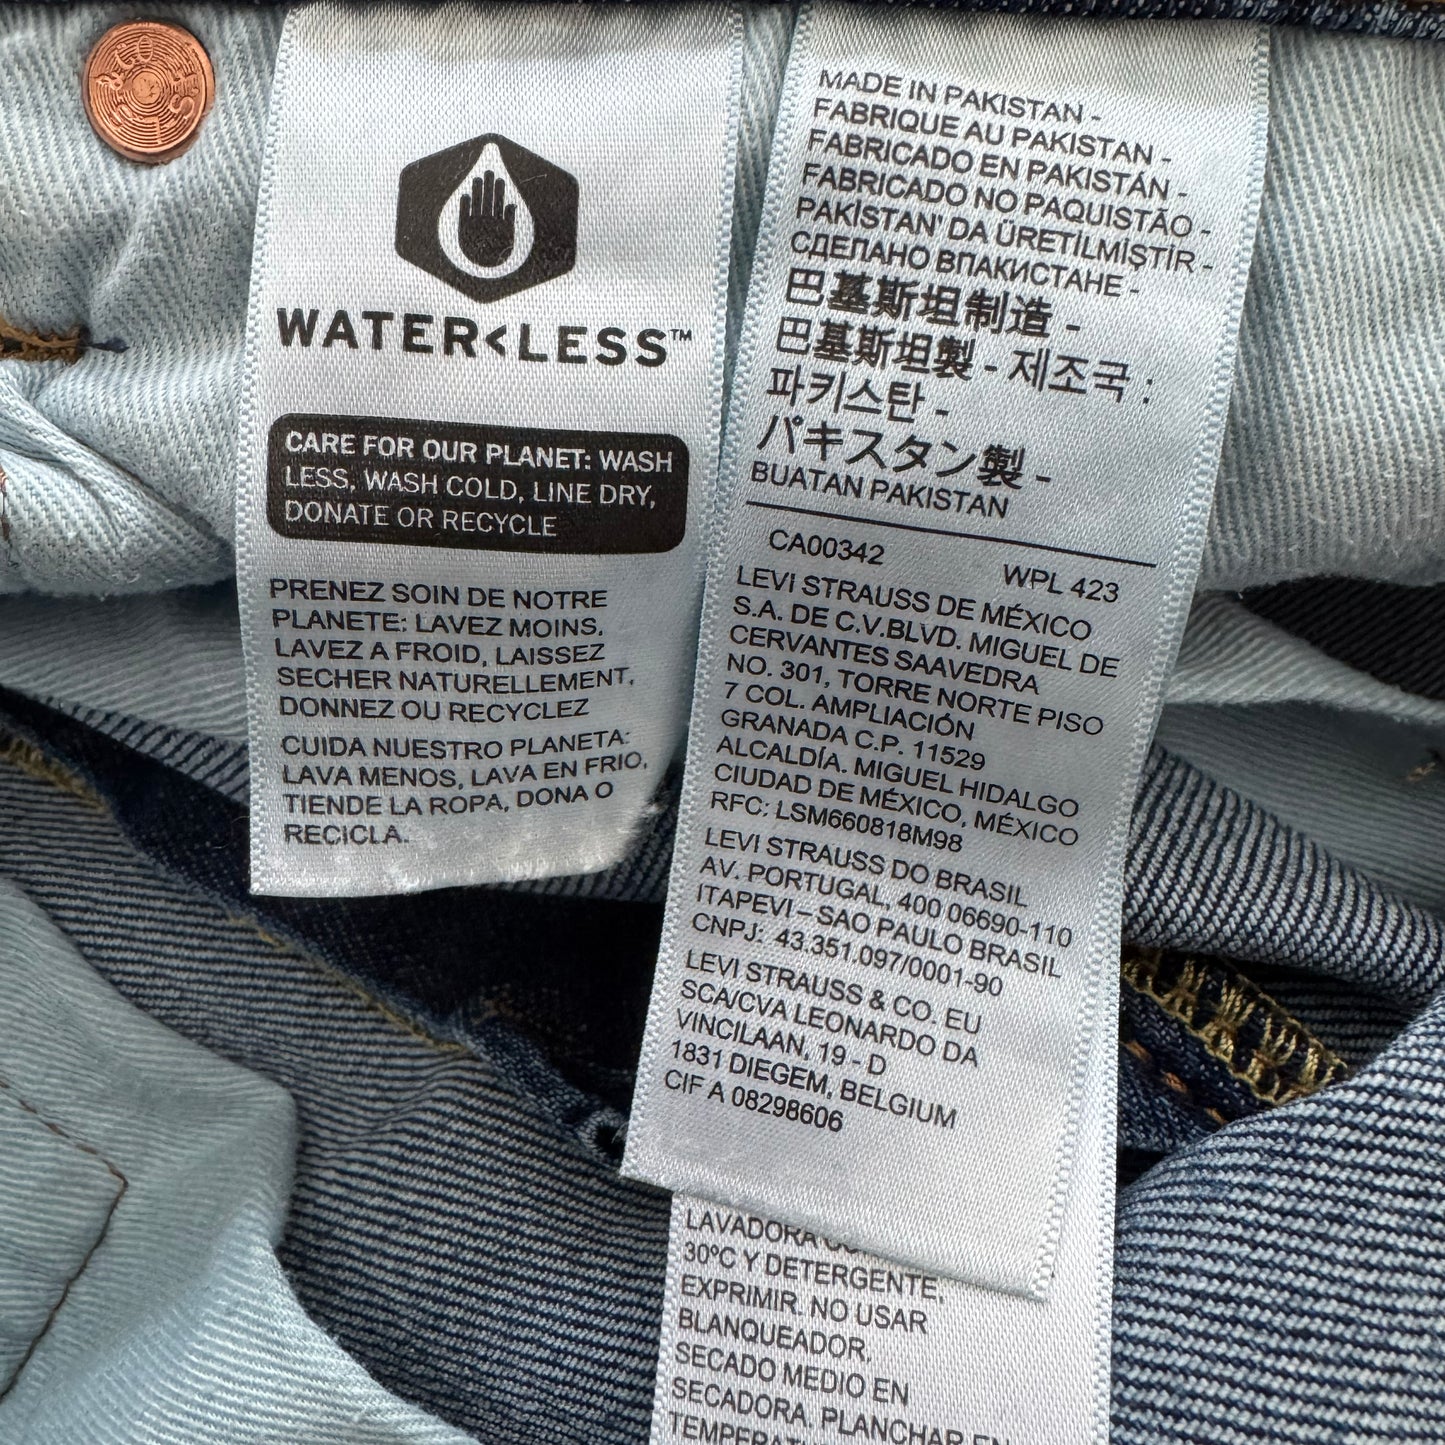 WATER<LESS™
CARE FOR OUR PLANET: WASH
LESS, WASH COLD, LINE DRY,
DONATE OR RECYCLE
PRENEZ SOIN DE NOTRE
PLANETE: LAVEZ MOINS,
LAVEZ A FROID, LAISSEZ
SECHER NATURELLEMENT,
DONNEZ OU RECYCLEZ
CUIDA NUESTRO PLANETA:
LAVA MENOS, LAVA EN FRIO,
TIENDE LA ROPA, DONA O
RECICLA.
MADE IN PAKISTAN -
FABRIQUE AU PAKISTAN -
FABRICADO EN PAKISTÁN -
FABRICADO NO PAQUISTÃO -
PAKİSTAN' DA ÜRETİLMİŞTİR -
СДЕЛАНО ВПАКИСТАНЕ -
巴基斯坦制造 -
巴基斯坦製 - 제조국 :
파키스탄 -
パキスタン製 -
BUATAN PAKISTAN
CA00342 WPL 423
LEVI STRAUSS DE MÉXICO
S.A. DE C.V.BLVD. MIGUEL DE
CERVANTES SAAVEDRA
NO. 301, TORRE NORTE PISO
7 COL. AMPLIACIÓN
GRANADA C.P. 11529
ALCALDÍA. MIGUEL HIDALGO
CIUDAD DE MÉXICO, MÉXICO
RFC: LSM660818M98
LEVI STRAUSS DO BRASIL
AV. PORTUGAL, 400 06690-110
ITAPEVI – SAO PAULO BRASIL
CNPJ: 43.351.097/0001-90
LEVI STRAUSS & CO. EU
SCA/CVA LEONARDO DA
VINCILAAN, 19 - D
1831 DIEGEM, BELGIUM
CIF A 08298606
LAVADORA
30ºC Y DETERGENTE,
EXPRIMIR. NO USAR
BLANQUEADOR.
SECADO MEDIO EN
SECADORA. PLANCHAR EN